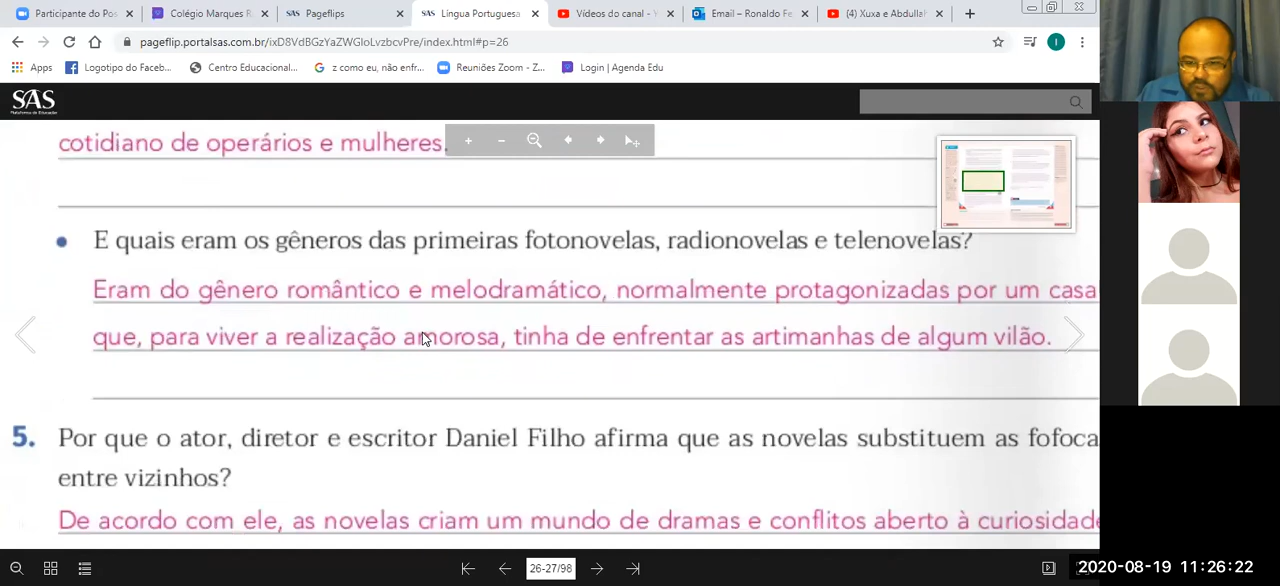 Participante de Pos
Colégio Marques R
Pageflips
Língua Portuguesa
Vídeos do canal - Y
Email – Ronaldo Fe
(4) Xuxa e Abdulla
pageflip.portalsas.com.br/ixD8VdBGzYaZWGIoLvzbcvPre/index.html#p=26
Apps
Logotipo do Faceb...
Centro Educacional...
z como eu, não enfr...
Reuniões Zoom - Z...
Login | Agenda Edu
SAS
cotidiano de operários e mulheres.
E quais eram os gêneros das primeiras fotonovelas, radionovelas e telenovelas?
Eram do gênero romântico e melodramático, normalmente protagonizadas por um casa
que, para viver a realização amorosa, tinha de enfrentar as artimanhas de algum vilão.
5. Por que o ator, diretor e escritor Daniel Filho afirma que as novelas substituem as fofoca
entre vizinhos?
De acordo com ele, as novelas criam um mundo de dramas e conflitos aberto à curiosidade
26-27/98
2020-08-19 11:26:22